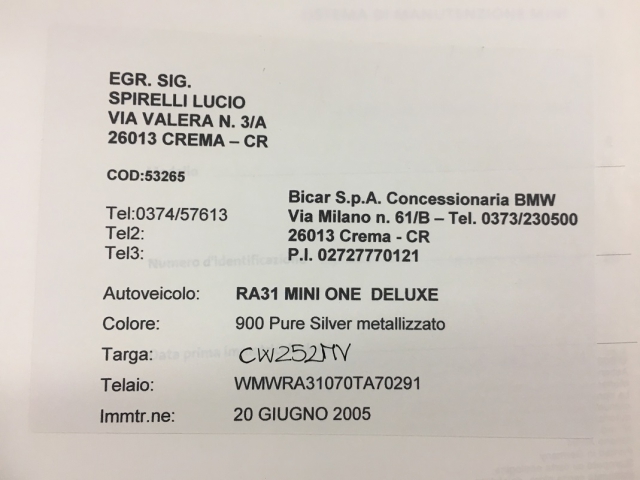 EGR. SIG.
SPIRELLI LUCIO
VIA VALERA N. 3/A
26013 CREMA – CR
COD:53265
Tel:0374/57613
Tel2:
Tel3:
Bicar S.p.A. Concessionaria BMW
Via Milano n. 61/B – Tel. 0373/230500
26013 Crema - CR
P.I. 02727770121
Autoveicolo: RA31 MINI ONE DELUXE
Colore: 900 Pure Silver metallizzato
Targa: CW252MV
Telaio: WMWRA31070TA70291
Immtr.ne: 20 GIUGNO 2005